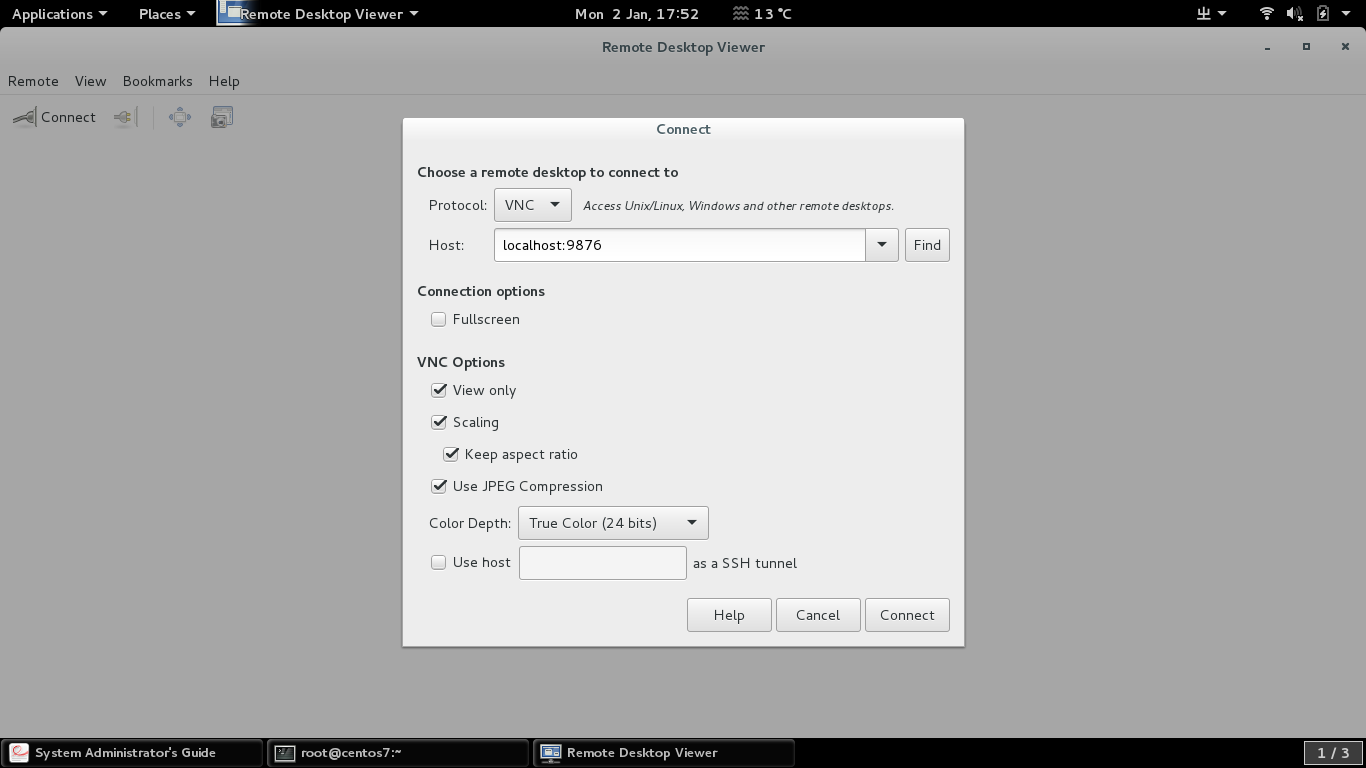 Applications Places Remote Desktop Viewer Mon 2 Jan, 17:52 13 °C
Remote Desktop Viewer
Remote View Bookmarks Help
Connect
Connect
Choose a remote desktop to connect to
Protocol: VNC Access Unix/Linux, Windows and other remote desktops.
Host: localhost:9876 Find
Connection options
Fullscreen
VNC Options
View only
Scaling
Keep aspect ratio
Use JPEG Compression
Color Depth: True Color (24 bits)
Use host as a SSH tunnel
Help Cancel Connect
System Administrator's Guide root@centos7:~ Remote Desktop Viewer 1 / 3